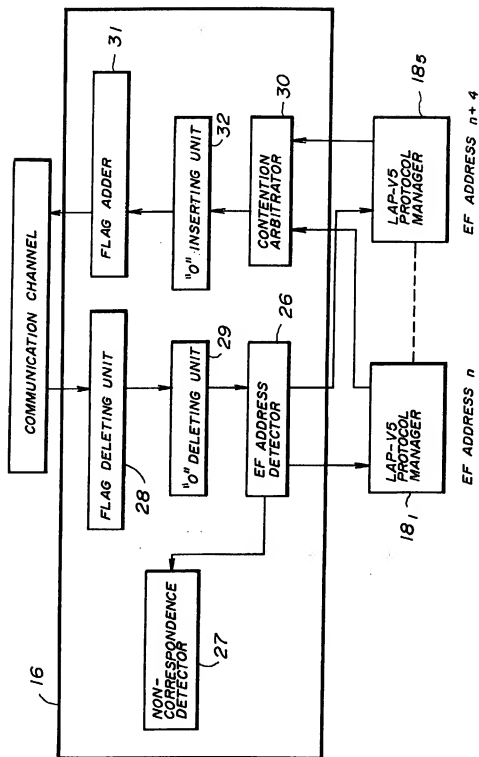 COMMUNICATION CHANNEL
16
31
FLAG DELETING UNIT
28
FLAG ADDER
"0" DELETING UNIT
29
"0" INSERTING UNIT
32
NON-
CORRESPONDENCE
DETECTOR
27
EF ADDRESS
DETECTOR
26
CONTENTION
ARBITRATOR
30
LAP-V5
PROTOCOL
MANAGER
18₁
LAP-V5
PROTOCOL
MANAGER
18₅
EF ADDRESS n
EF ADDRESS n+4